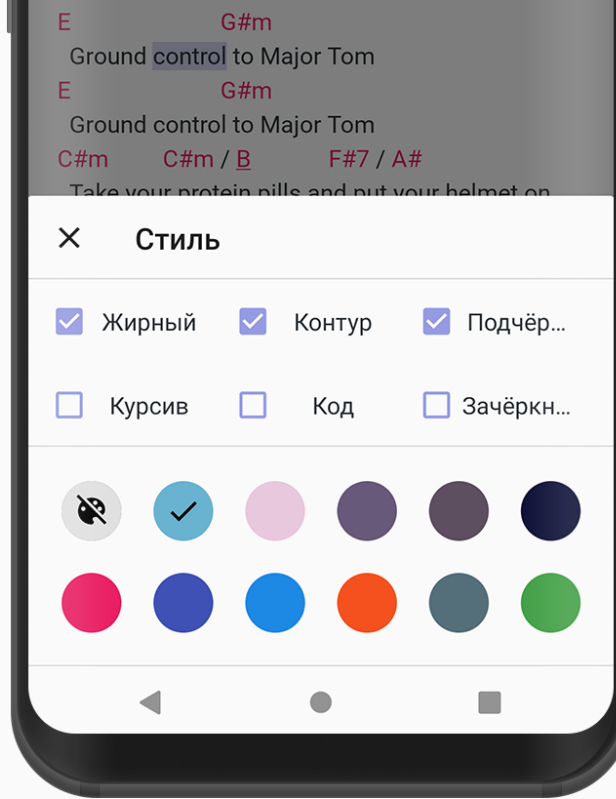 E G#m
Ground control to Major Tom
E G#m
Ground control to Major Tom
C#m C#m / B F#7 / A#
Take your protein pills and put your helmet on
Стиль
Жирный Контур Подчёр...
Курсив Код Зачёркн...